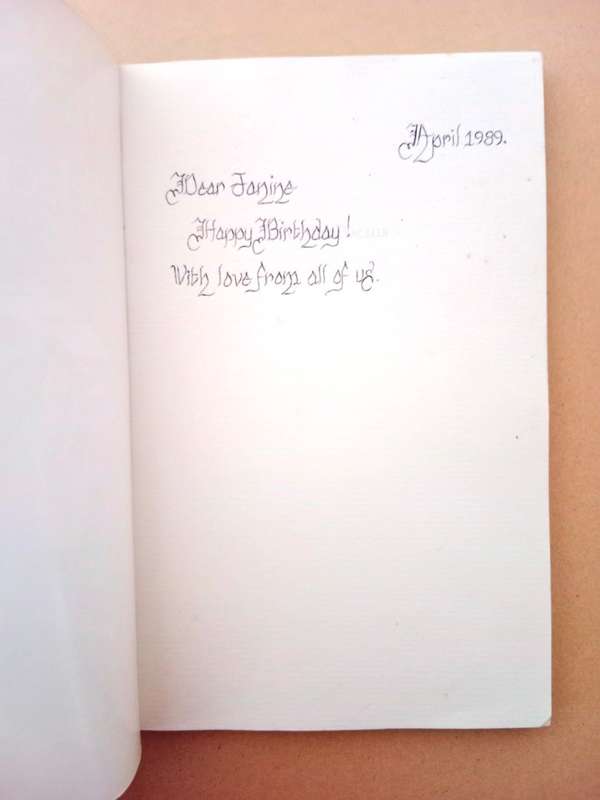 April 1989.
Dear Janine
Happy Birthday!
With love from all of us.